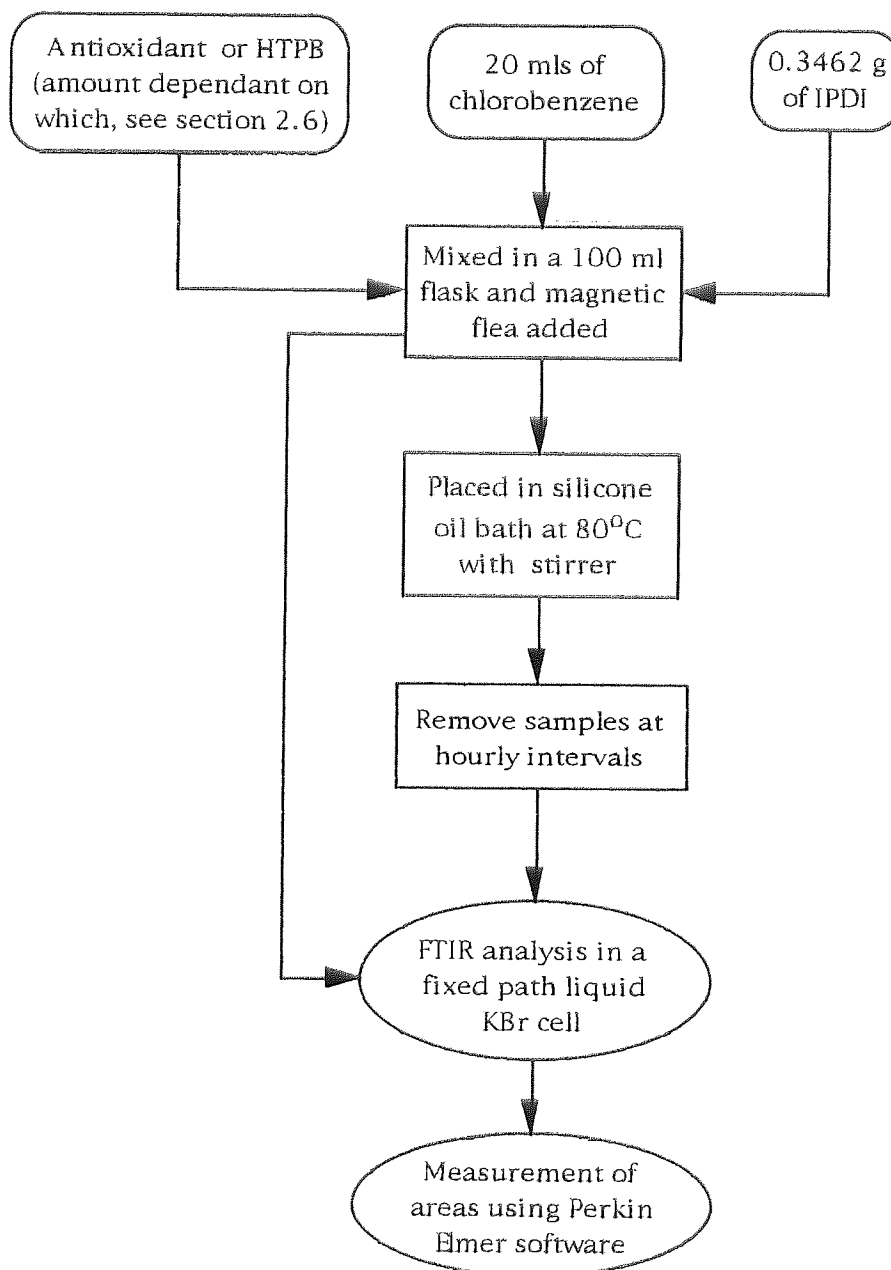 Antioxidant or HTPB
(amount dependant on
which, see section 2.6)
20 mls of
chlorobenzene
0.3462 g
of IPDI
Mixed in a 100 ml
flask and magnetic
flea added
Placed in silicone
oil bath at 80°C
with stirrer
Remove samples at
hourly intervals
FTIR analysis in a
fixed path liquid
KBr cell
Measurement of
areas using Perkin
Elmer software